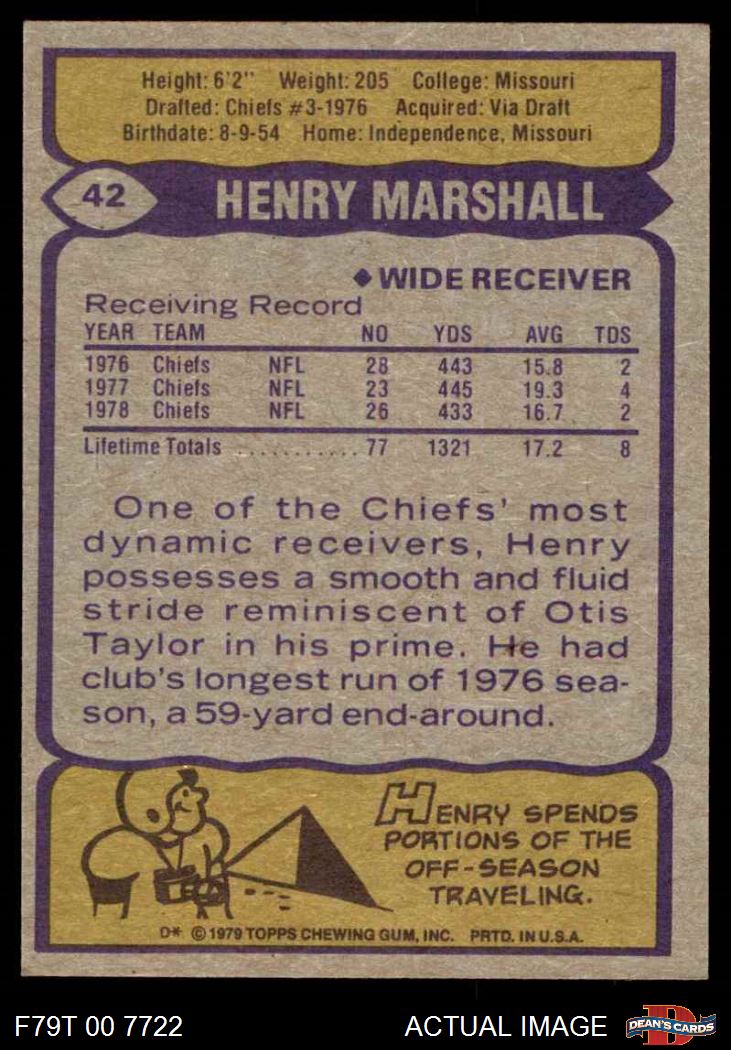 Height: 6'2" Weight: 205 College: Missouri
Drafted: Chiefs #3-1976 Acquired: Via Draft
Birthdate: 8-9-54 Home: Independence, Missouri
42 HENRY MARSHALL
◆ WIDE RECEIVER
Receiving Record
YEAR TEAM NO YDS AVG TDS
1976 Chiefs NFL 28 443 15.8 2
1977 Chiefs NFL 23 445 19.3 4
1978 Chiefs NFL 26 433 16.7 2
Lifetime Totals ........... 77 1321 17.2 8
One of the Chiefs' most
dynamic receivers, Henry
possesses a smooth and fluid
stride reminiscent of Otis
Taylor in his prime. He had
club's longest run of 1976 sea-
son, a 59-yard end-around.
HENRY SPENDS
PORTIONS OF THE
OFF-SEASON
TRAVELING.
D* © 1979 TOPPS CHEWING GUM, INC. PRTD. IN U.S.A.
F79T 00 7722 ACTUAL IMAGE D DEAN'S CARDS